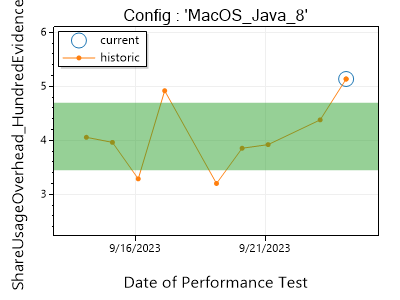 Config : 'MacOS_Java_8'
ShareUsageOverhead_HundredEvidence
current
historic
6
5
4
3
9/16/2023
9/21/2023
Date of Performance Test